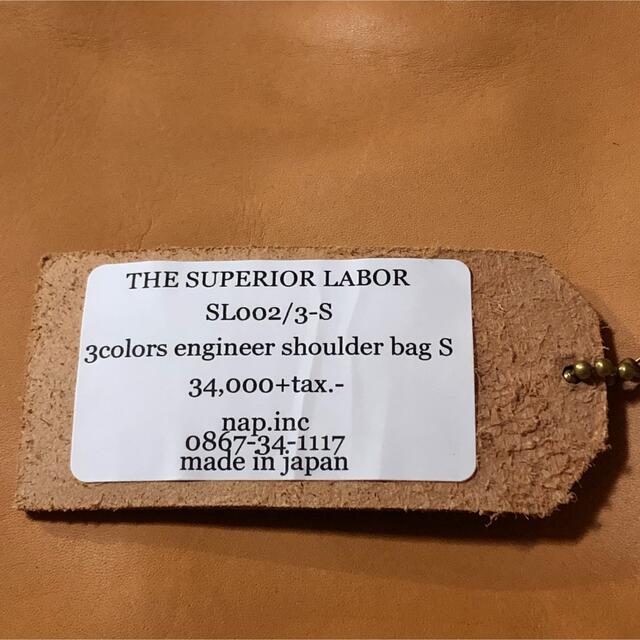 THE SUPERIOR LABOR
SL002/3-S
3colors engineer shoulder bag S
34,000+tax.-
nap.inc
0867-34-1117
made in japan